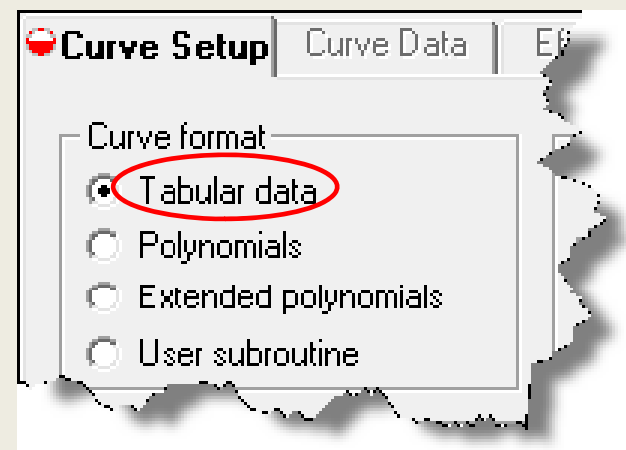 Curve Setup Curve Data
Curve format
Tabular data
Polynomials
Extended polynomials
User subroutine